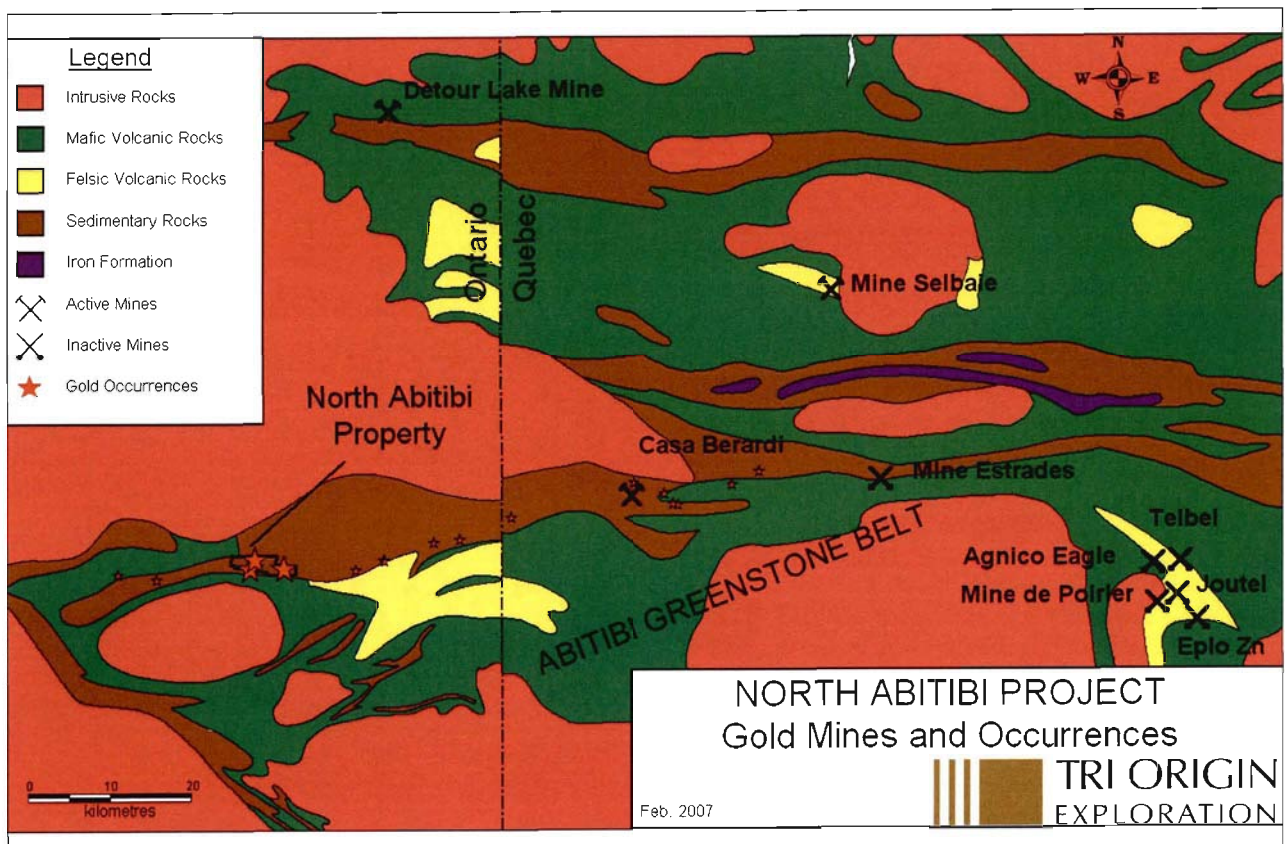 Legend
Intrusive Rocks
Mafic Volcanic Rocks
Felsic Volcanic Rocks
Sedimentary Rocks
Iron Formation
Active Mines
Inactive Mines
Gold Occurrences
N
W E
S
Detour Lake Mine
Ontario
Quebec
Mine Selbaie
North Abitibi
Property
Casa Berardi
Mine Estrades
ABITIBI GREENSTONE BELT
Telbel
Agnico Eagle
Joutel
Mine de Poirier
Eplo Zn
0 10 20
kilometres
NORTH ABITIBI PROJECT
Gold Mines and Occurrences
Feb. 2007
TRI ORIGIN
EXPLORATION